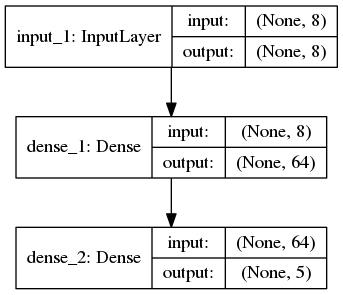 input_1: InputLayer
input: (None, 8)
output: (None, 8)
dense_1: Dense
input: (None, 8)
output: (None, 64)
dense_2: Dense
input: (None, 64)
output: (None, 5)